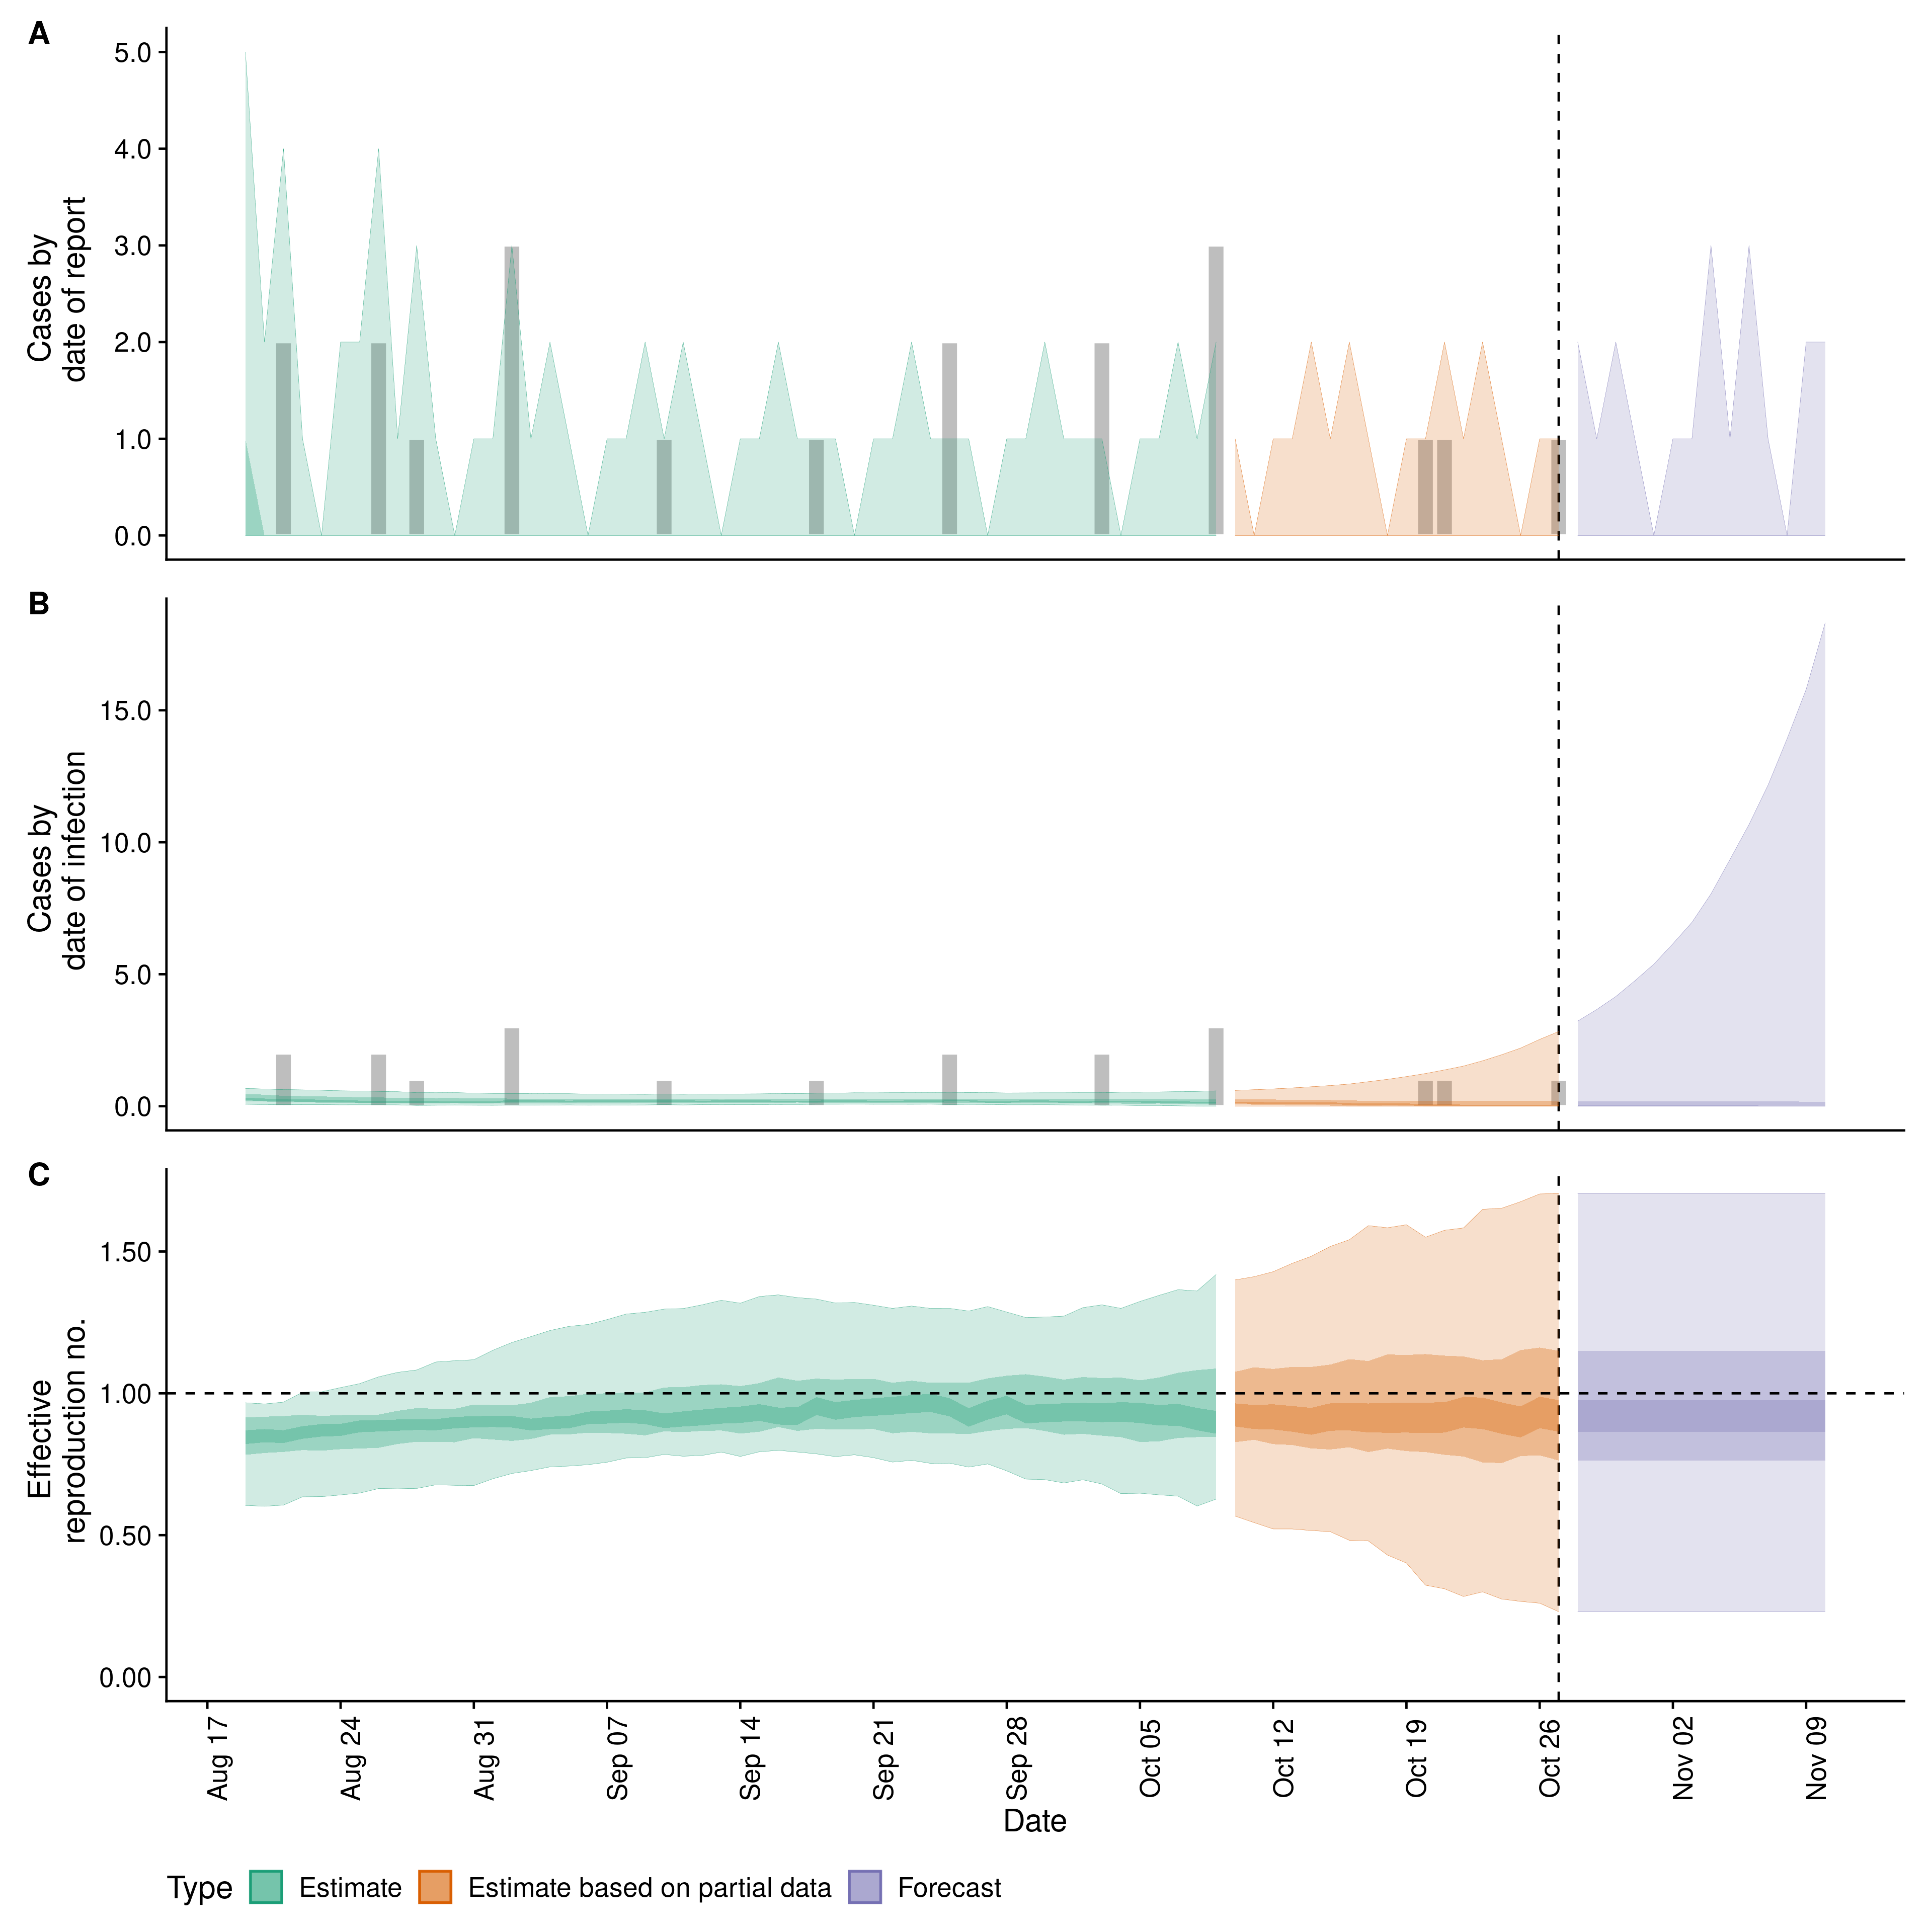 A
Cases by
date of report
5.0
4.0
3.0
2.0
1.0
0.0
B
Cases by
date of infection
15.0
10.0
5.0
0.0
C
Effective
reproduction no.
1.50
1.00
0.50
0.00
Aug 17
Aug 24
Aug 31
Sep 07
Sep 14
Sep 21
Sep 28
Oct 05
Oct 12
Oct 19
Oct 26
Nov 02
Nov 09
Date
Type Estimate Estimate based on partial data Forecast